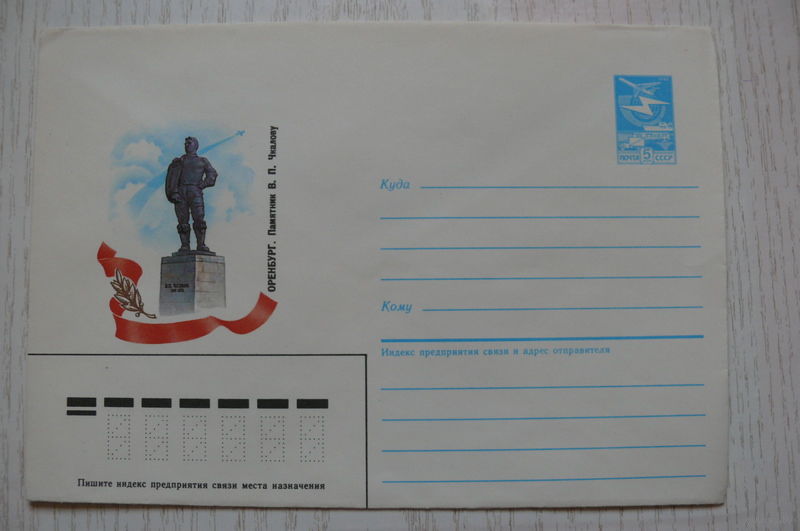 ОРЕНБУРГ. Памятник В. П. Чкалову
ПОЧТА 5 СССР
Куда
Кому
Индекс предприятия связи и адрес отправителя
Пишите индекс предприятия связи места назначения